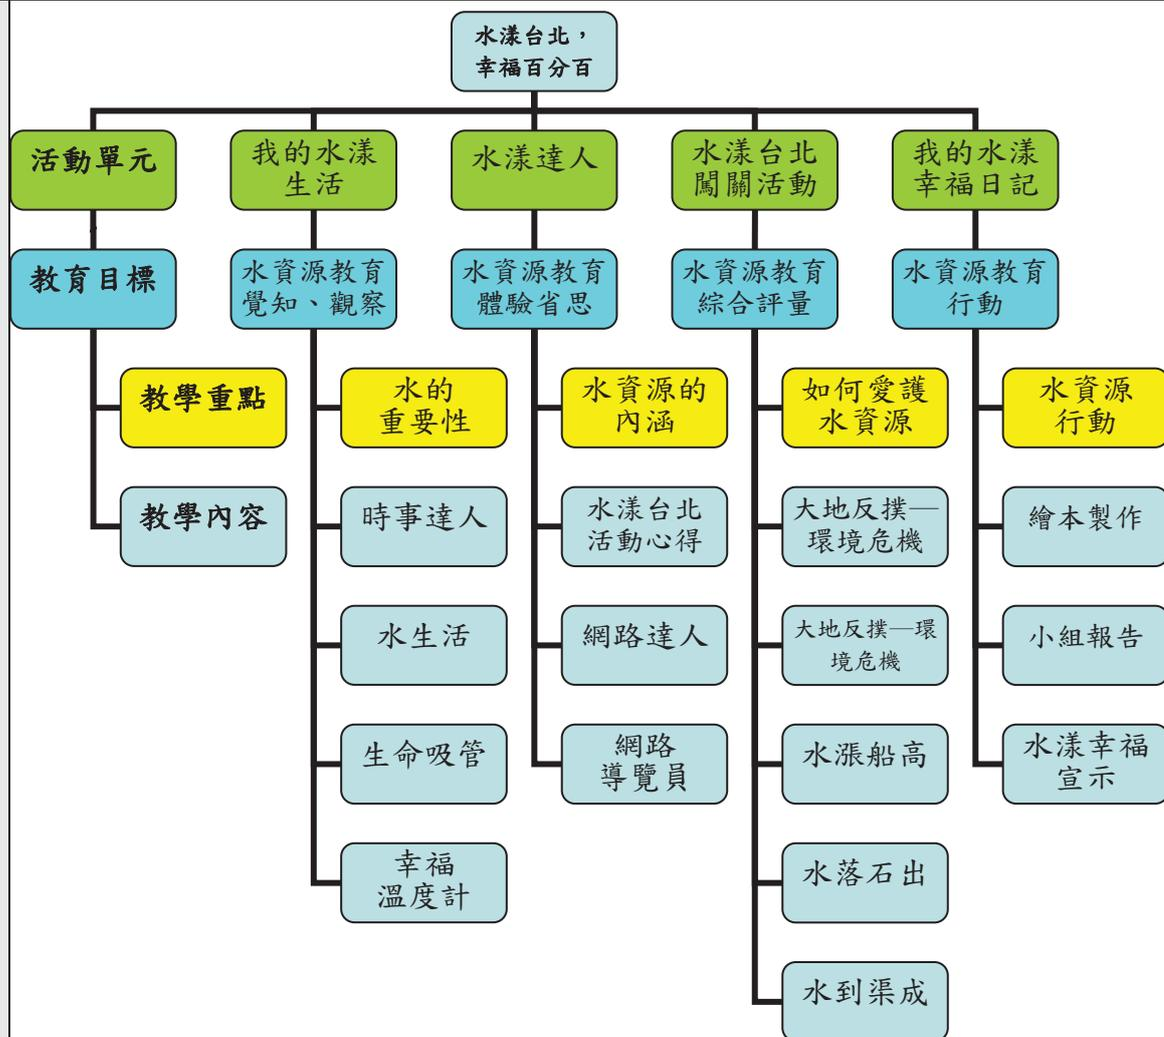 水漾台北，
幸福百分百
活動單元
教育目標
教學重點
教學內容
我的水漾
生活
水資源教育
覺知、觀察
水的
重要性
時事達人
水生活
生命吸管
幸福
溫度計
水漾達人
水資源教育
體驗省思
水資源的
內涵
水漾台北
活動心得
網路達人
網路
導覽員
水漾台北
闖關活動
水資源教育
綜合評量
如何愛護
水資源
大地反撲—
環境危機
大地反撲—環
境危機
水漲船高
水落石出
水到渠成
我的水漾
幸福日記
水資源教育
行動
水資源
行動
繪本製作
小組報告
水漾幸福
宣示